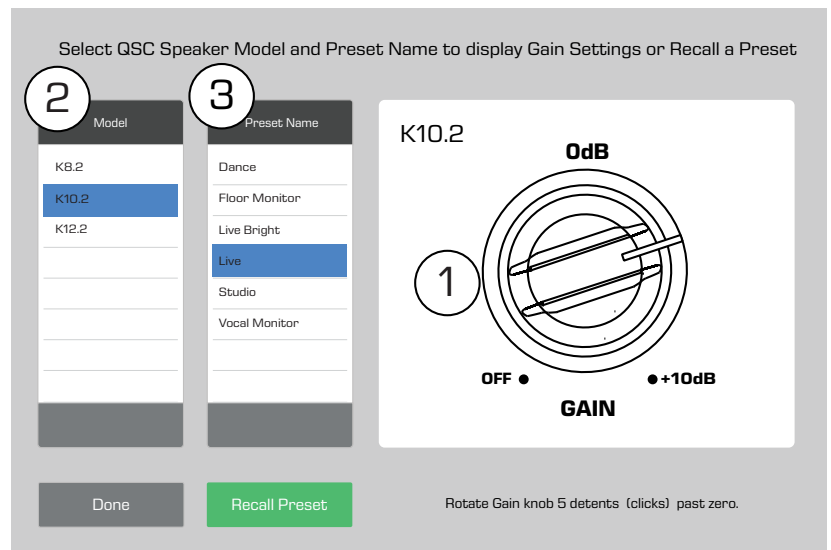 Select QSC Speaker Model and Preset Name to display Gain Settings or Recall a Preset
2
Model
K8.2
K10.2
K12.2
3
Preset Name
Dance
Floor Monitor
Live Bright
Live
Studio
Vocal Monitor
K10.2
0dB
1
OFF
+10dB
GAIN
Done
Recall Preset
Rotate Gain knob 5 detents (clicks) past zero.